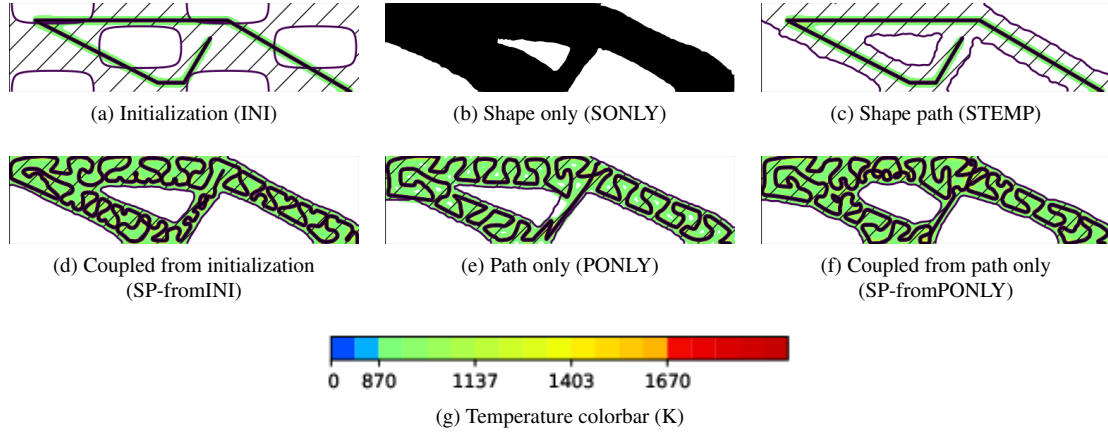 (a) Initialization (INI)
(b) Shape only (SONLY)
(c) Shape path (STEMP)
(d) Coupled from initialization
(SP-fromINI)
(e) Path only (PONLY)
(f) Coupled from path only
(SP-fromPONLY)
0 870 1137 1403 1670
(g) Temperature colorbar (K)